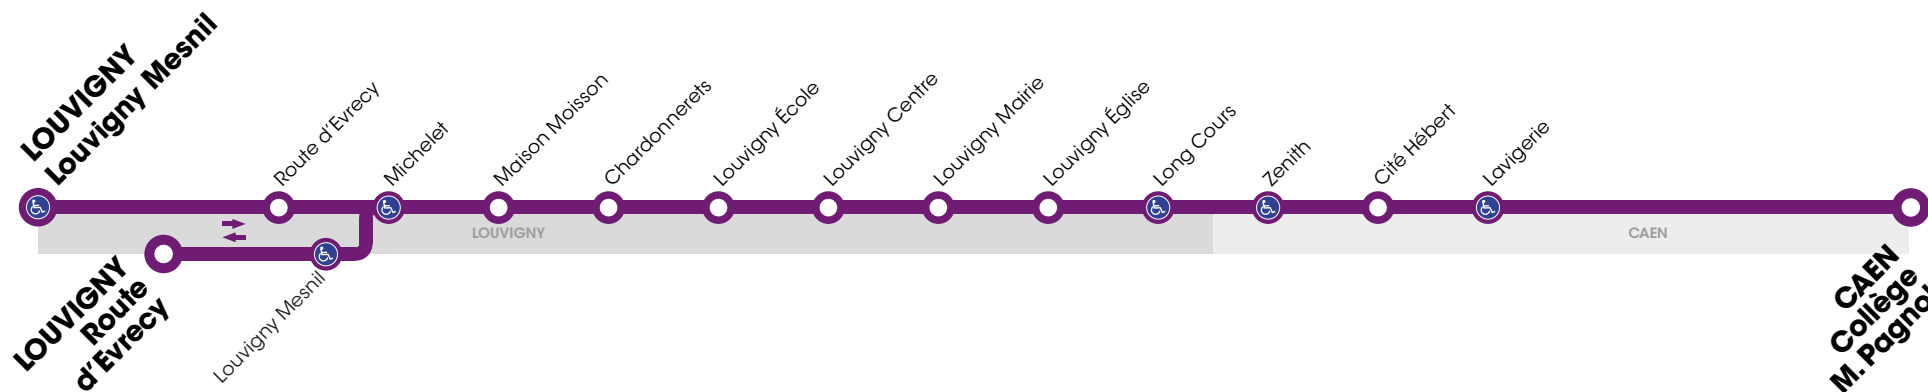 LOUVIGNY
Louvigny Mesnil
Route d'Evrecy
Michelet
Maison Moisson
Chardonnerets
Louvigny École
Louvigny Centre
Louvigny Mairie
Louvigny Église
Long Cours
Zenith
Cité Hébert
Lavigerie
LOUVIGNY
CAEN
LOUVIGNY
Route
d'Evrecy
Louvigny Mesnil
CAEN
Collège
M. Pagnol